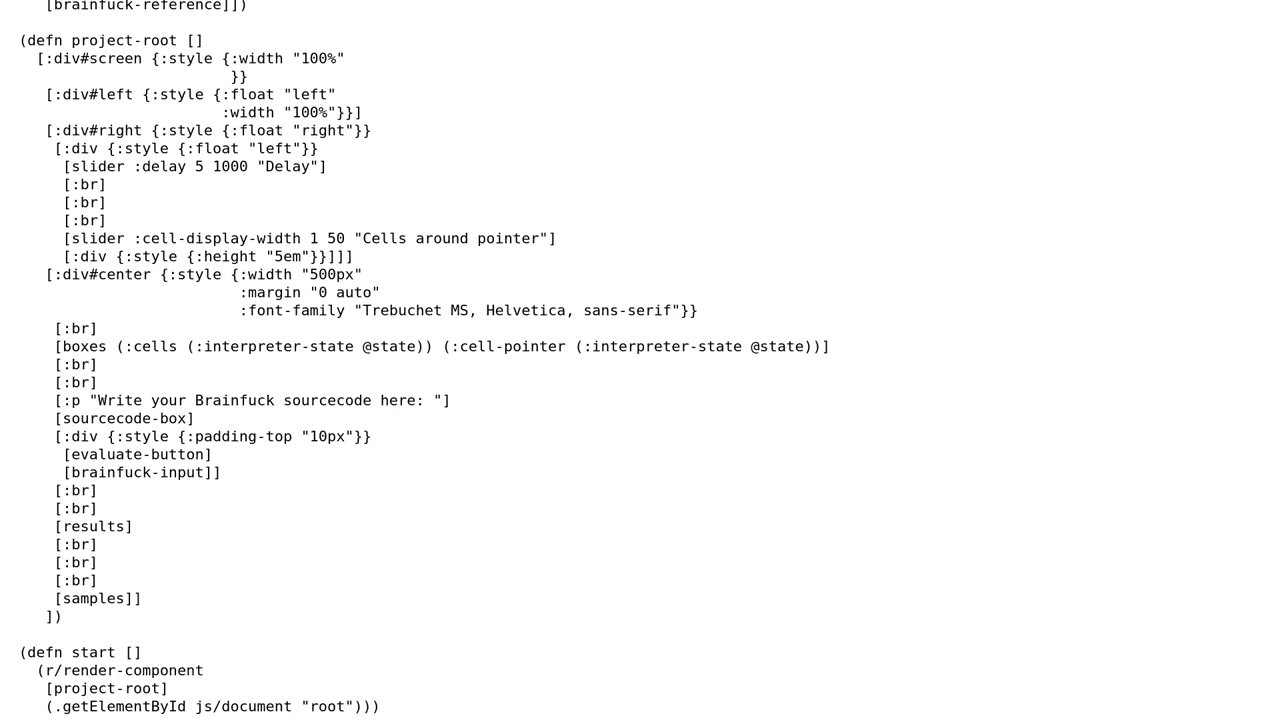 [brainfuck-reference]])
(defn project-root []
[:div#screen {:style {:width "100%"
}}
[:div#left {:style {:float "left"
:width "100%"}}]
[:div#right {:style {:float "right"}}
[:div {:style {:float "left"}}
[slider :delay 5 1000 "Delay"]
[:br]
[:br]
[:br]
[slider :cell-display-width 1 50 "Cells around pointer"]
[:div {:style {:height "5em"}}]]]
[:div#center {:style {:width "500px"
:margin "0 auto"
:font-family "Trebuchet MS, Helvetica, sans-serif"}}
[:br]
[boxes (:cells (:interpreter-state @state)) (:cell-pointer (:interpreter-state @state))]
[:br]
[:br]
[:p "Write your Brainfuck sourcecode here: "]
[sourcecode-box]
[:div {:style {:padding-top "10px"}}
[evaluate-button]
[brainfuck-input]]
[:br]
[:br]
[results]
[:br]
[:br]
[:br]
[samples]]
])
(defn start []
(r/render-component
[project-root]
(.getElementById js/document "root")))